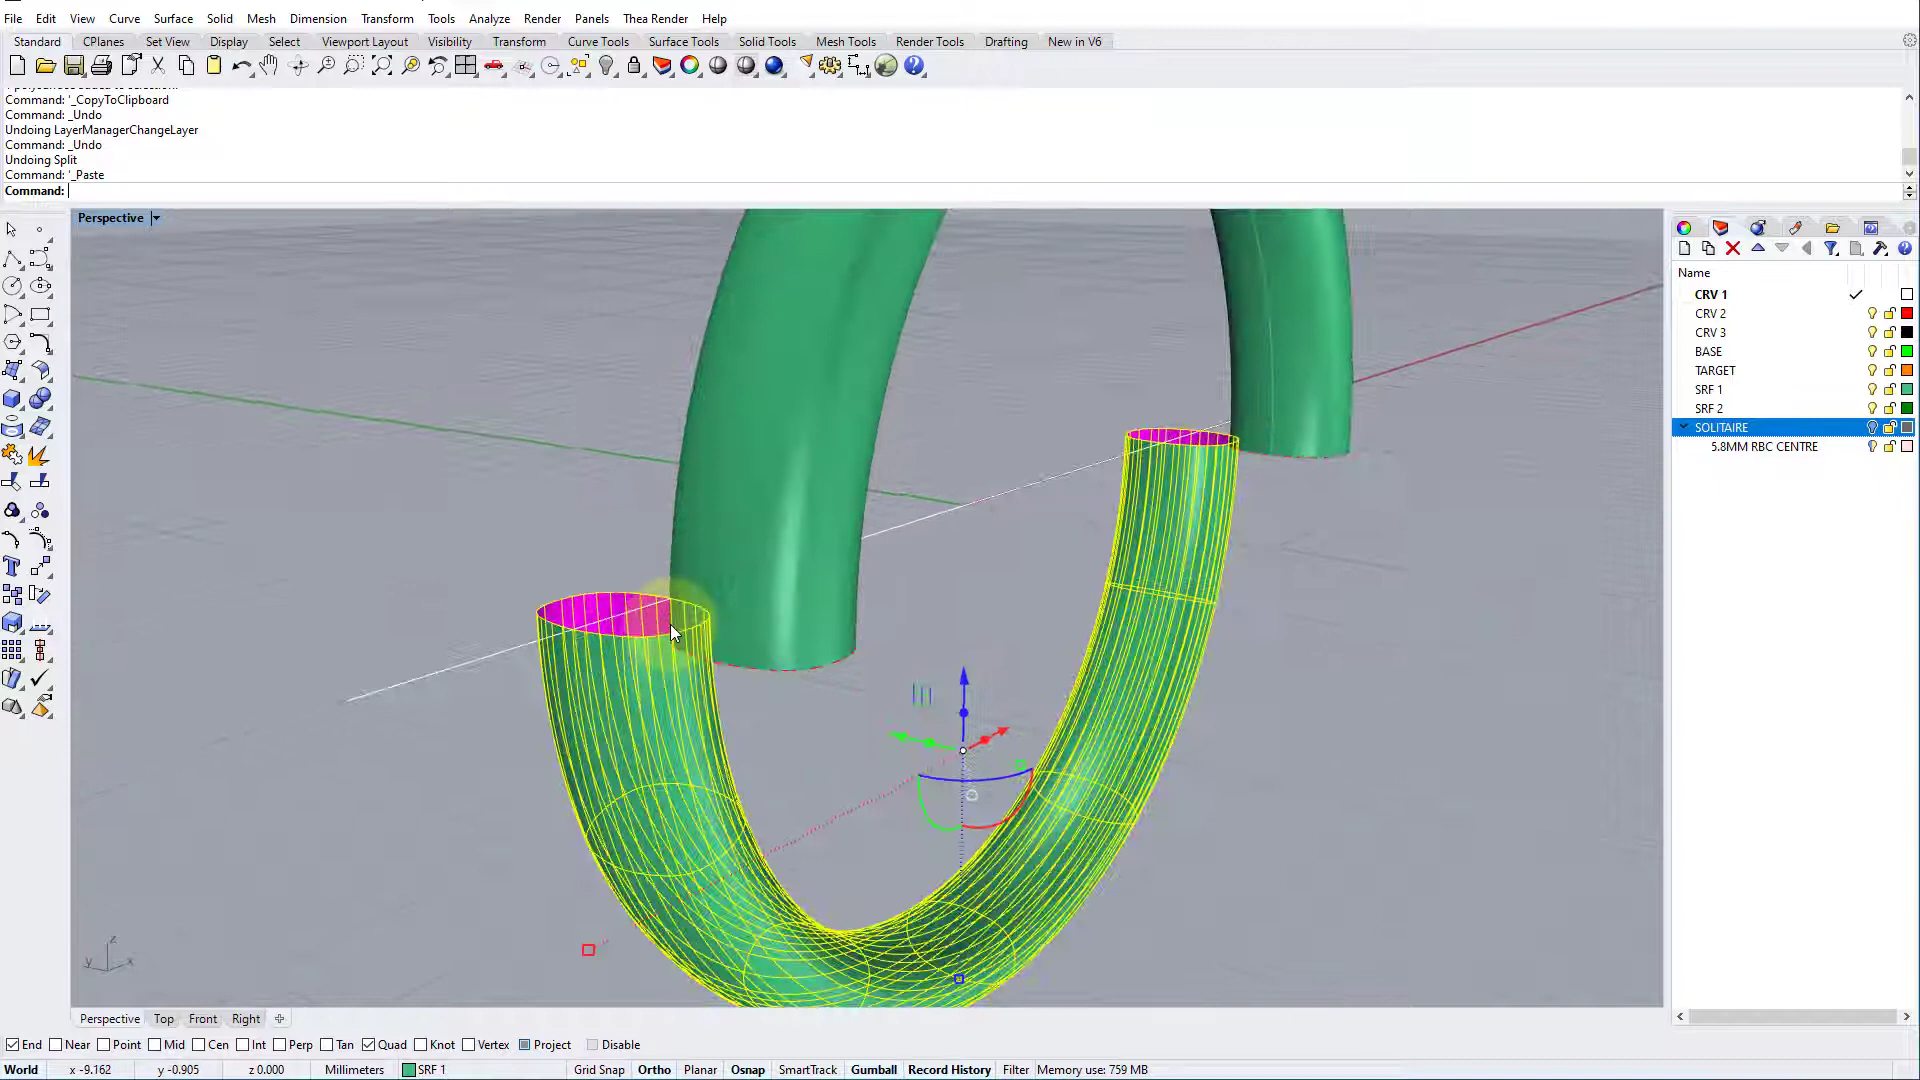 File Edit View Curve Surface Solid Mesh Dimension Transform Tools Analyze Render Panels Thea Render Help
Standard CPlanes Set View Display Select Viewport Layout Visibility Transform Curve Tools Surface Tools Solid Tools Mesh Tools Render Tools Drafting New in V6
Command: '_CopyToClipboard
Command: _Undo
Undoing LayerManagerChangeLayer
Command: _Undo
Undoing Split
Command: '_Paste
Command:
Perspective
Name
CRV 1
CRV 2
CRV 3
BASE
TARGET
SRF 1
SRF 2
SOLITAIRE
5.8MM RBC CENTRE
z
y x
Perspective Top Front Right
End Near Point Mid Cen Int Perp Tan Quad Knot Vertex Project Disable
World x -9.162 y -0.905 z 0.000 Millimeters SRF 1 Grid Snap Ortho Planar Osnap SmartTrack Gumball Record History Filter Memory use: 759 MB